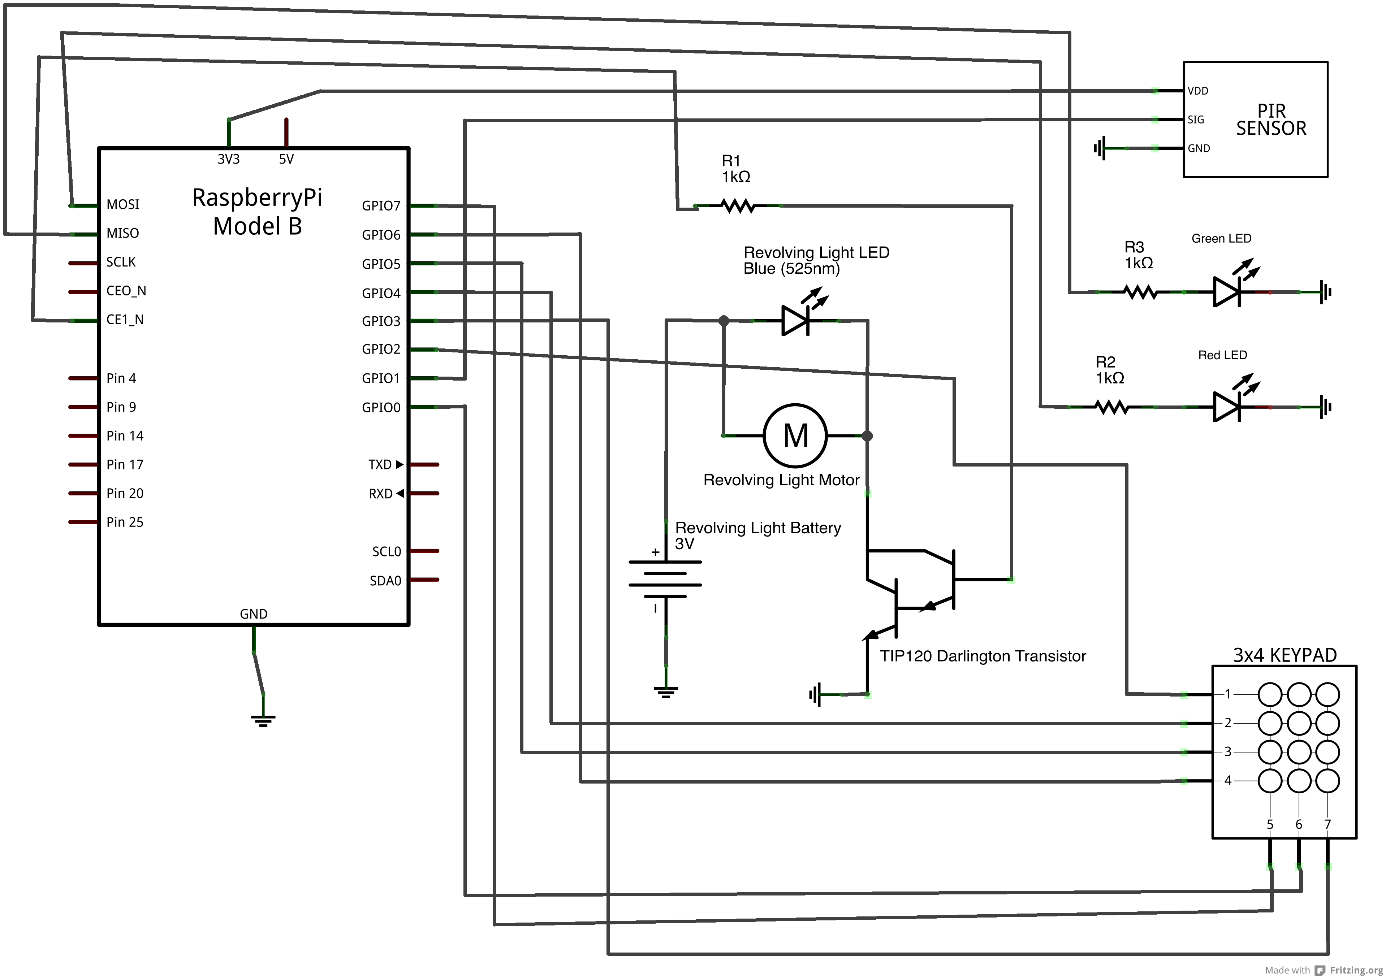 3V3
5V
RaspberryPi
Model B
MOSI
MISO
SCLK
CEO_N
CE1_N
Pin 4
Pin 9
Pin 14
Pin 17
Pin 20
Pin 25
GPIO7
GPIO6
GPIO5
GPIO4
GPIO3
GPIO2
GPIO1
GPIO0
TXD
RXD
SCL0
SDA0
GND
R1
1kΩ
Revolving Light LED
Blue (525nm)
M
Revolving Light Motor
Revolving Light Battery
3V
+
−
TIP120 Darlington Transistor
VDD
SIG
GND
PIR
SENSOR
Green LED
R3
1kΩ
Red LED
R2
1kΩ
3x4 KEYPAD
1
2
3
4
5 6 7
Made with Fritzing.org